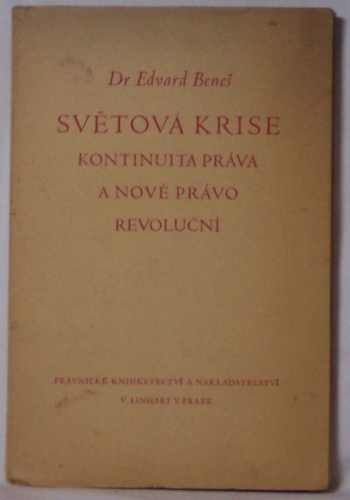 Dr Edvard Beneš
SVĚTOVÁ KRISE
KONTINUITA PRÁVA
A NOVÉ PRÁVO
REVOLUČNÍ
PRÁVNICKÉ KNIHKUPECTVÍ A NAKLADATELSTVÍ
V. LINHART V PRAZE